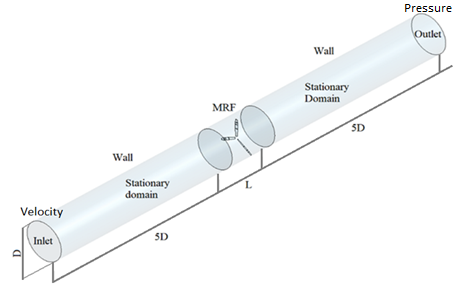 Pressure
Outlet
Wall
Stationary
Domain
MRF
5D
Wall
Stationary
domain
L
Velocity
Inlet
5D
D